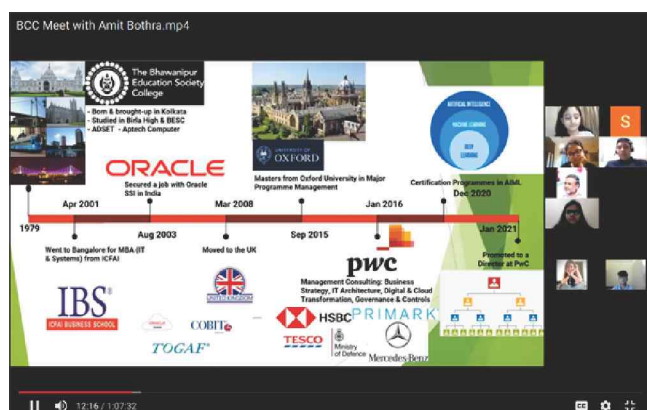 BCC Meet with Amit Bothra.mp4
The Bhawanipur
Education Society
College
- Born & brought-up in Kolkata
- Studied in Birla High & BESC
- ADSET - Aptech Computer
ORACLE
Secured a job with Oracle
SSI in India
UNIVERSITY OF
OXFORD
Masters from Oxford University in Major
Programme Management
ARTIFICIAL INTELLIGENCE
MACHINE LEARNING
DEEP
LEARNING
Certification Programmes in AIML
S
1979
Apr 2001
Aug 2003
Mar 2008
Sep 2015
Jan 2016
Dec 2020
Jan 2021
Went to Bangalore for MBA (IT
& Systems) from ICFAI
Moved to the UK
pwc
Promoted to a
Director at PwC
IBS®
ICFAI BUSINESS SCHOOL
UNITED KINGDOM
Management Consulting: Business
Strategy, IT Architecture, Digital & Cloud
Transformation, Governance & Controls
COBIT
TOGAF®
HSBC
PRIMARK
TESCO
Ministry
of Defence
Mercedes-Benz
12:16 / 1:07:32
CC